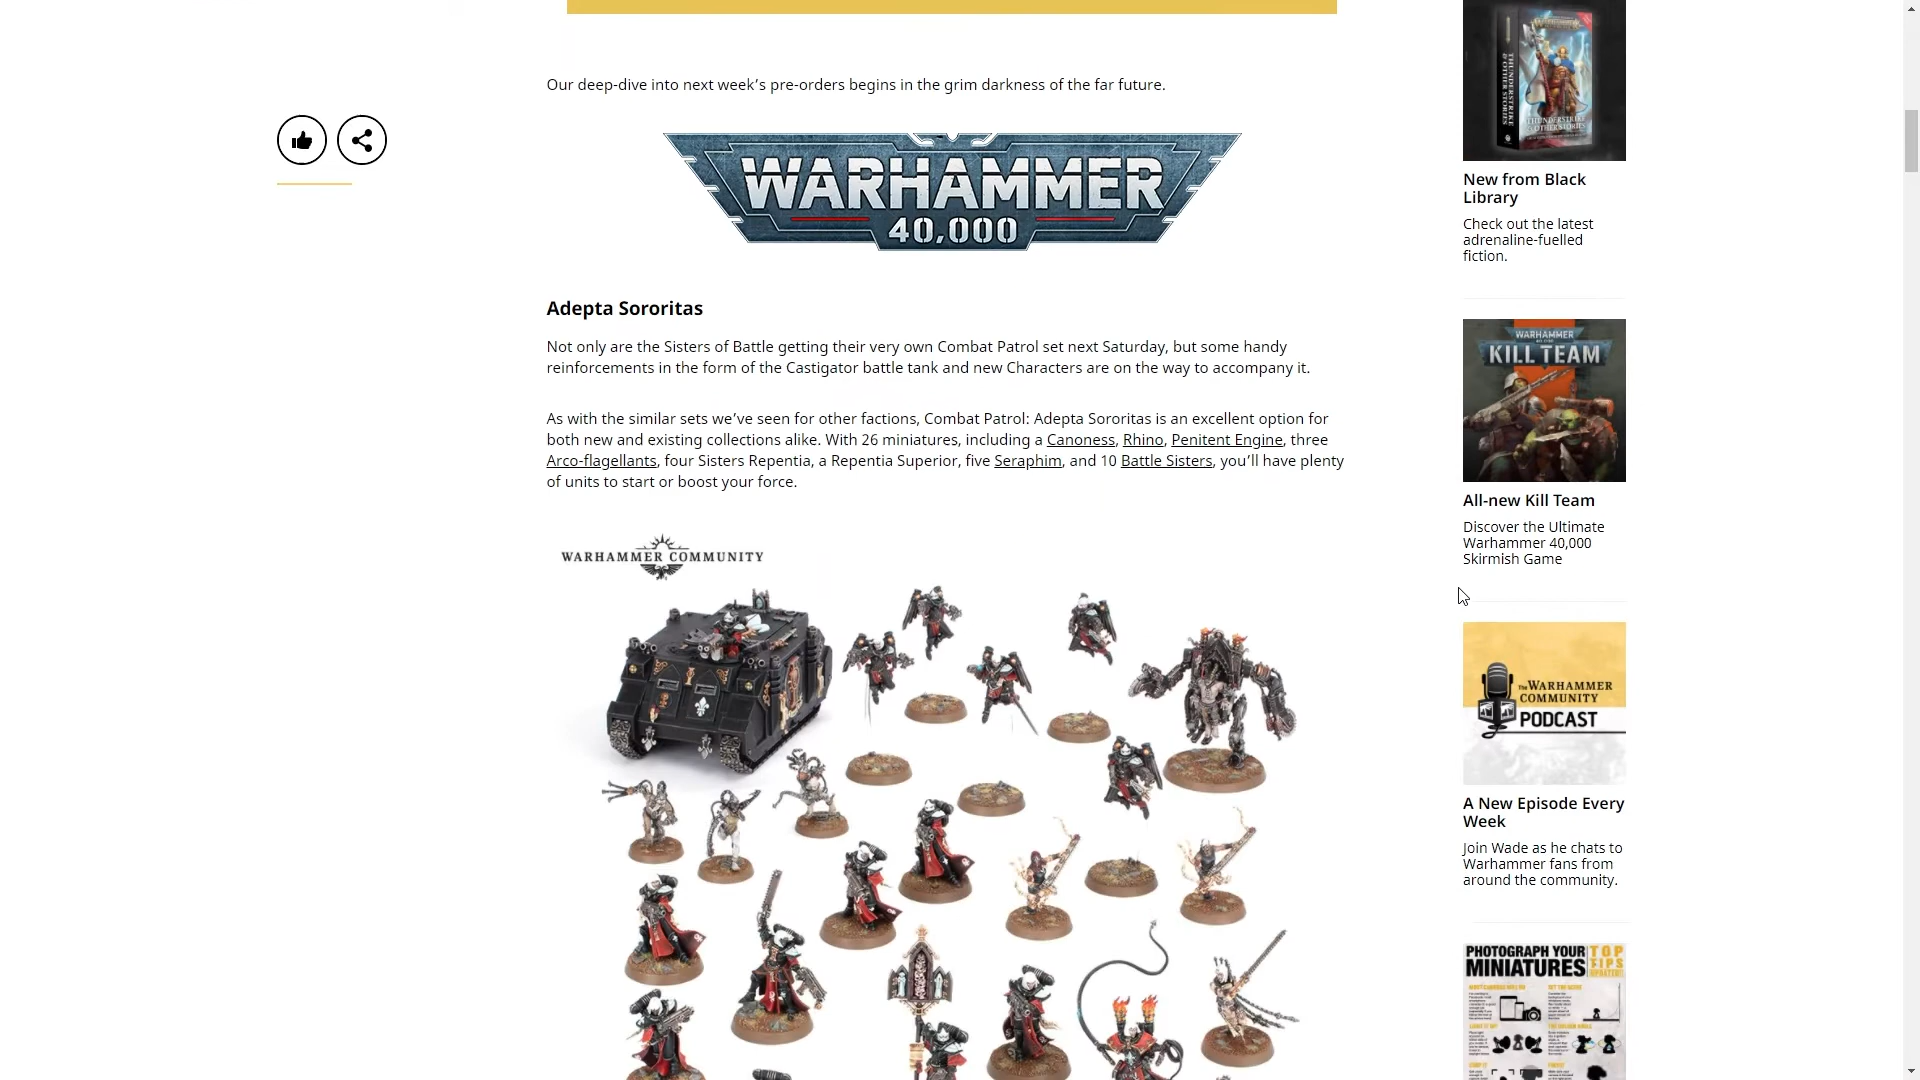 Our deep-dive into next week’s pre-orders begins in the grim darkness of the far future.
WARHAMMER
40,000
Adepta Sororitas
Not only are the Sisters of Battle getting their very own Combat Patrol set next Saturday, but some handy
reinforcements in the form of the Castigator battle tank and new Characters are on the way to accompany it.
As with the similar sets we’ve seen for other factions, Combat Patrol: Adepta Sororitas is an excellent option for
both new and existing collections alike. With 26 miniatures, including a Canoness, Rhino, Penitent Engine, three
Arco-flagellants, four Sisters Repentia, a Repentia Superior, five Seraphim, and 10 Battle Sisters, you’ll have plenty
of units to start or boost your force.
WARHAMMER COMMUNITY
THUNDERSTRIKE
& OTHER STORIES
THUNDERSTRIKE
& OTHER STORIES
New from Black
Library
Check out the latest
adrenaline-fuelled
fiction.
WARHAMMER
KILL TEAM
All-new Kill Team
Discover the Ultimate
Warhammer 40,000
Skirmish Game
The WARHAMMER
COMMUNITY
PODCAST
A New Episode Every
Week
Join Wade as he chats to
Warhammer fans from
around the community.
PHOTOGRAPH YOUR
MINIATURES
TOP
TIPS